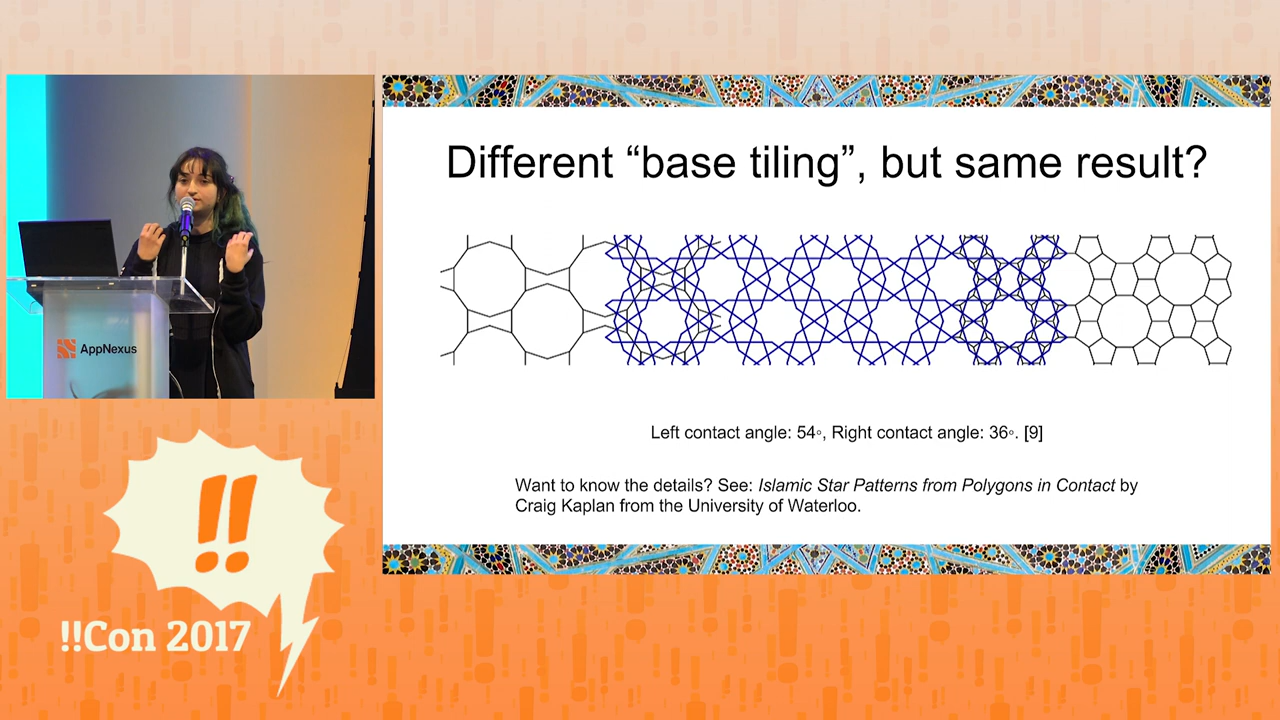 Different “base tiling”, but same result?
Left contact angle: 54◦, Right contact angle: 36◦. [9]
Want to know the details? See: Islamic Star Patterns from Polygons in Contact by
Craig Kaplan from the University of Waterloo.
AppNexus
!!
!!Con 2017